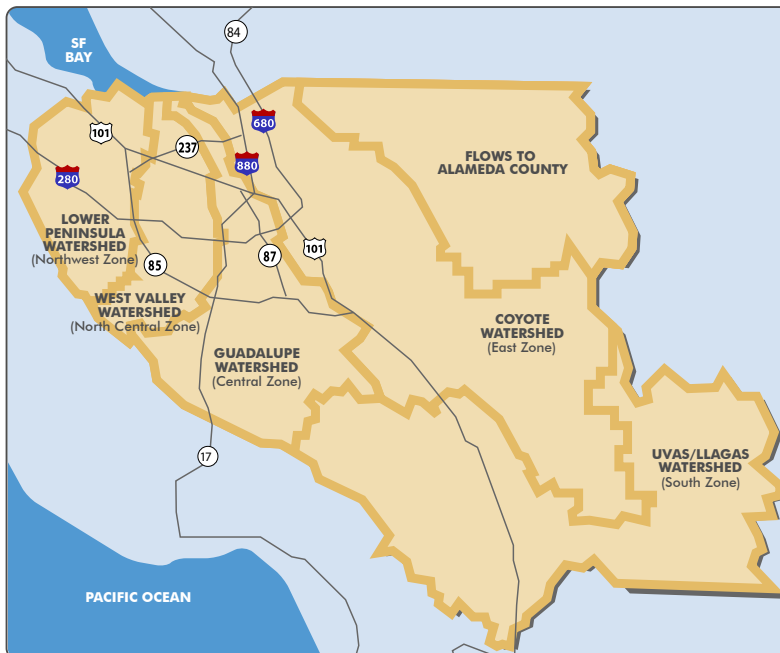 84
SF
BAY
680
101
237
880
FLOWS TO
ALAMEDA COUNTY
280
LOWER
PENINSULA
WATERSHED
(Northwest Zone)
101
87
85
WEST VALLEY
WATERSHED
(North Central Zone)
COYOTE
WATERSHED
(East Zone)
GUADALUPE
WATERSHED
(Central Zone)
17
UVAS/LLAGAS
WATERSHED
(South Zone)
PACIFIC OCEAN